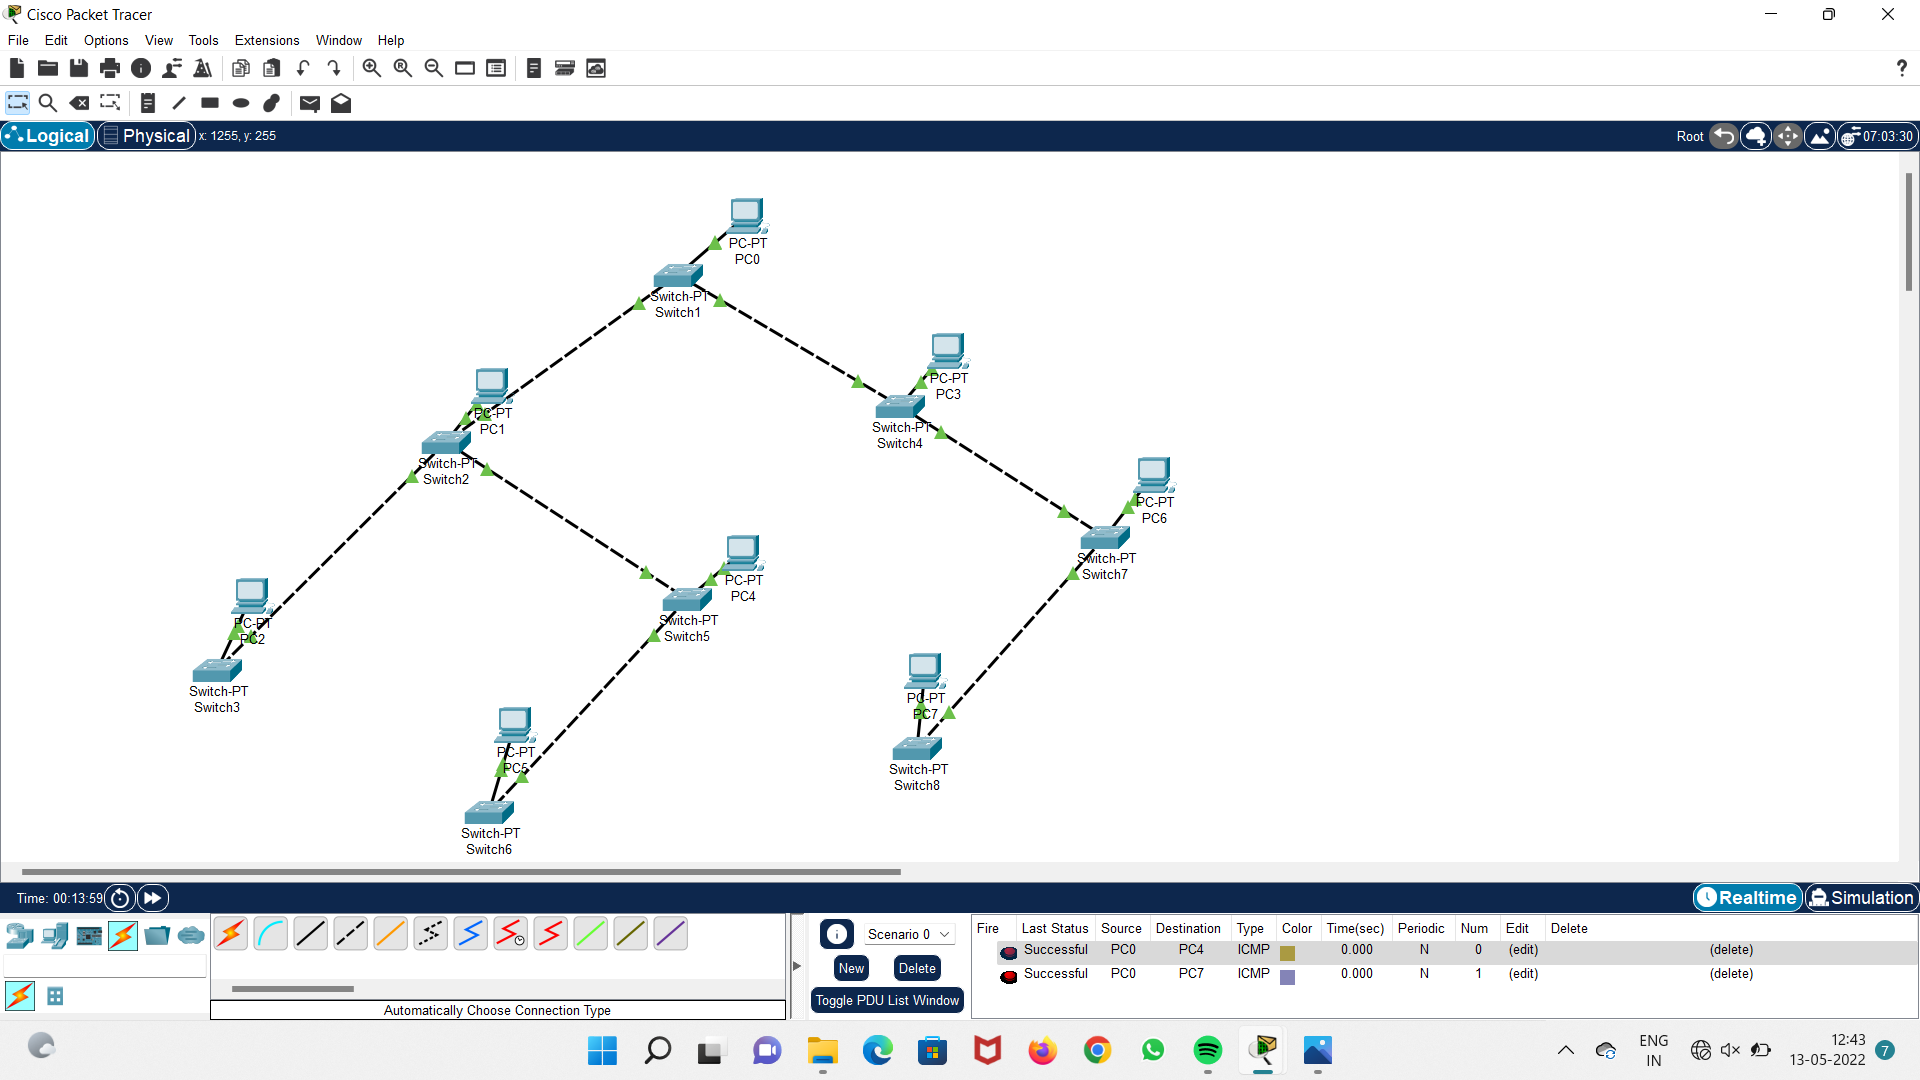 Cisco Packet Tracer
File Edit Options View Tools Extensions Window Help
Logical Physical x: 1255, y: 255 Root 07:03:30
PC-PT
PC0
Switch-PT
Switch1
PC-PT
PC3
Switch-PT
Switch4
PC-PT
PC1
Switch-PT
Switch2
PC-PT
PC6
Switch-PT
Switch7
PC-PT
PC4
Switch-PT
Switch5
PC-PT
PC2
Switch-PT
Switch3
PC-PT
PC7
Switch-PT
Switch8
PC-PT
PC5
Switch-PT
Switch6
Time: 00:13:59 Realtime Simulation
Scenario 0
New Delete
Toggle PDU List Window
Automatically Choose Connection Type
Fire Last Status Source Destination Type Color Time(sec) Periodic Num Edit Delete
Successful PC0 PC4 ICMP 0.000 N 0 (edit) (delete)
Successful PC0 PC7 ICMP 0.000 N 1 (edit) (delete)
ENG
IN
12:43
13-05-2022
7